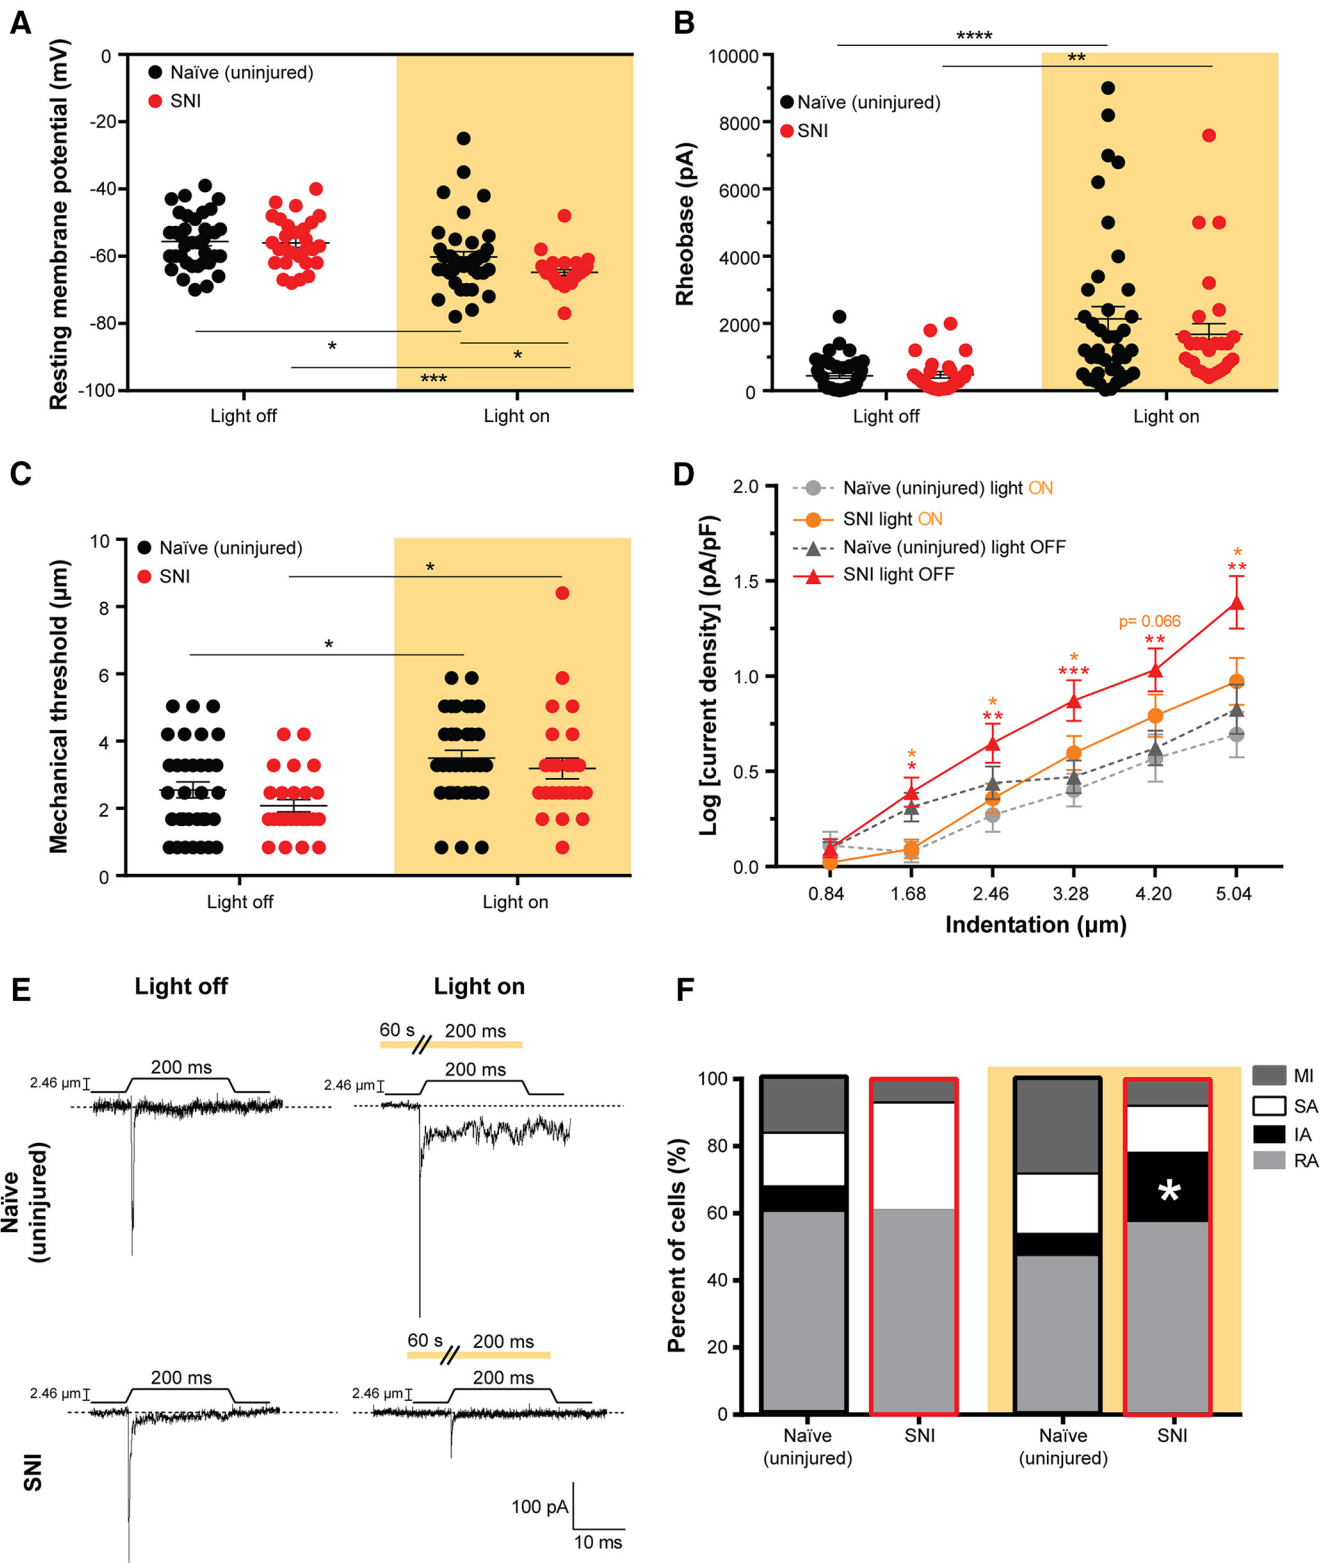 A
Resting membrane potential (mV)
0
-20
-40
-60
-80
-100
Naïve (uninjured)
SNI
*
*
***
Light off
Light on
B
Rheobase (pA)
10000
8000
6000
4000
2000
0
****
**
Naïve (uninjured)
SNI
Light off
Light on
C
Mechanical threshold (µm)
10
8
6
4
2
0
Naïve (uninjured)
SNI
*
*
Light off
Light on
D
Log [current density] (pA/pF)
2.0
1.5
1.0
0.5
0.0
Naïve (uninjured) light ON
SNI light ON
Naïve (uninjured) light OFF
SNI light OFF
*
*
*
**
*
***
p= 0.066
**
*
**
0.84 1.68 2.46 3.28 4.20 5.04
Indentation (µm)
E
Light off
Light on
Naïve
(uninjured)
2.46 µm
200 ms
60 s
200 ms
2.46 µm
200 ms
SNI
2.46 µm
200 ms
60 s
200 ms
2.46 µm
200 ms
100 pA
10 ms
F
Percent of cells (%)
100
80
60
40
20
0
*
MI
SA
IA
RA
Naïve
(uninjured)
SNI
Naïve
(uninjured)
SNI